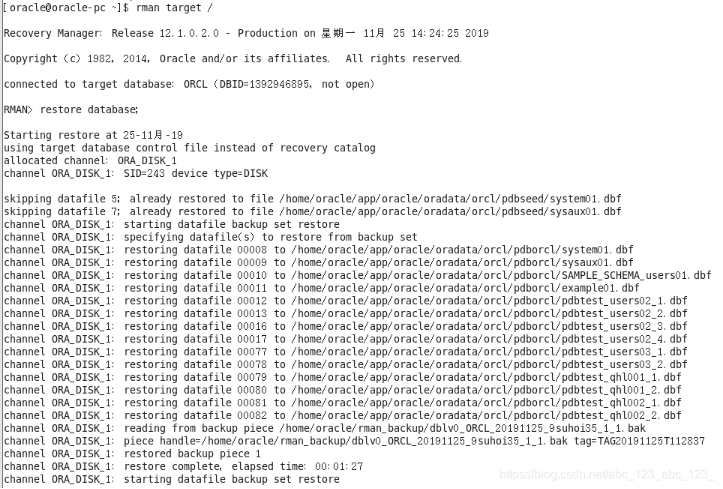 [oracle@oracle-pc ~]$ rman target /
Recovery Manager: Release 12.1.0.2.0 - Production on 星期一 11月 25 14:24:25 2019
Copyright (c) 1982, 2014, Oracle and/or its affiliates.  All rights reserved.
connected to target database: ORCL (DBID=1392946895, not open)
RMAN> restore database;
Starting restore at 25-11月-19
using target database control file instead of recovery catalog
allocated channel: ORA_DISK_1
channel ORA_DISK_1: SID=243 device type=DISK
skipping datafile 5; already restored to file /home/oracle/app/oracle/oradata/orcl/pdbseed/system01.dbf
skipping datafile 7; already restored to file /home/oracle/app/oracle/oradata/orcl/pdbseed/sysaux01.dbf
channel ORA_DISK_1: starting datafile backup set restore
channel ORA_DISK_1: specifying datafile(s) to restore from backup set
channel ORA_DISK_1: restoring datafile 00008 to /home/oracle/app/oracle/oradata/orcl/pdborcl/system01.dbf
channel ORA_DISK_1: restoring datafile 00009 to /home/oracle/app/oracle/oradata/orcl/pdborcl/sysaux01.dbf
channel ORA_DISK_1: restoring datafile 00010 to /home/oracle/app/oracle/oradata/orcl/pdborcl/SAMPLE_SCHEMA_users01.dbf
channel ORA_DISK_1: restoring datafile 00011 to /home/oracle/app/oracle/oradata/orcl/pdborcl/example01.dbf
channel ORA_DISK_1: restoring datafile 00012 to /home/oracle/app/oracle/oradata/orcl/pdborcl/pdbtest_users02_1.dbf
channel ORA_DISK_1: restoring datafile 00013 to /home/oracle/app/oracle/oradata/orcl/pdborcl/pdbtest_users02_2.dbf
channel ORA_DISK_1: restoring datafile 00016 to /home/oracle/app/oracle/oradata/orcl/pdborcl/pdbtest_users02_3.dbf
channel ORA_DISK_1: restoring datafile 00017 to /home/oracle/app/oracle/oradata/orcl/pdborcl/pdbtest_users02_4.dbf
channel ORA_DISK_1: restoring datafile 00077 to /home/oracle/app/oracle/oradata/orcl/pdborcl/pdbtest_users03_1.dbf
channel ORA_DISK_1: restoring datafile 00078 to /home/oracle/app/oracle/oradata/orcl/pdborcl/pdbtest_users03_2.dbf
channel ORA_DISK_1: restoring datafile 00079 to /home/oracle/app/oracle/oradata/orcl/pdborcl/pdbtest_qhl001_1.dbf
channel ORA_DISK_1: restoring datafile 00080 to /home/oracle/app/oracle/oradata/orcl/pdborcl/pdbtest_qhl001_2.dbf
channel ORA_DISK_1: restoring datafile 00081 to /home/oracle/app/oracle/oradata/orcl/pdborcl/pdbtest_qhl002_1.dbf
channel ORA_DISK_1: restoring datafile 00082 to /home/oracle/app/oracle/oradata/orcl/pdborcl/pdbtest_qhl002_2.dbf
channel ORA_DISK_1: reading from backup piece /home/oracle/rman_backup/dblv0_ORCL_20191125_9suhoi35_1_1.bak
channel ORA_DISK_1: piece handle=/home/oracle/rman_backup/dblv0_ORCL_20191125_9suhoi35_1_1.bak tag=TAG20191125T112837
channel ORA_DISK_1: restored backup piece 1
channel ORA_DISK_1: restore complete, elapsed time: 00:01:27
channel ORA_DISK_1: starting datafile backup set restore
https://blog.csdn.net/abc_123_abc_123_